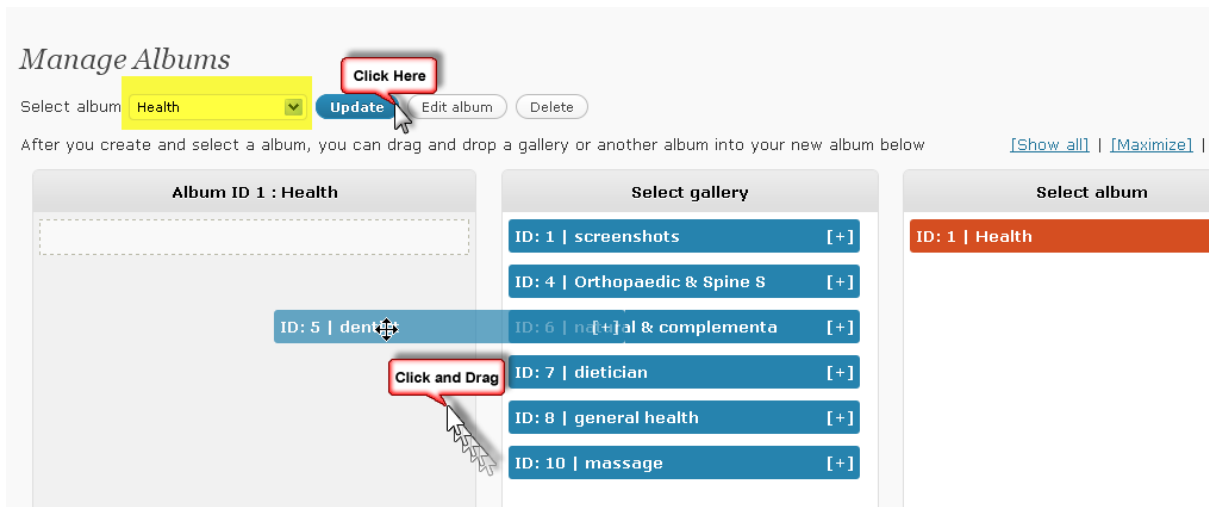 Manage Albums
Click Here
Select album Health Update Edit album Delete
After you create and select a album, you can drag and drop a gallery or another album into your new album below [Show all] | [Maximize] |
Album ID 1 : Health Select gallery Select album
ID: 1 | screenshots [+] ID: 1 | Health
ID: 4 | Orthopaedic & Spine S [+]
ID: 5 | dentist [+] ID: 6 | natural & complementa [+]
Click and Drag ID: 7 | dietician [+]
ID: 8 | general health [+]
ID: 10 | massage [+]